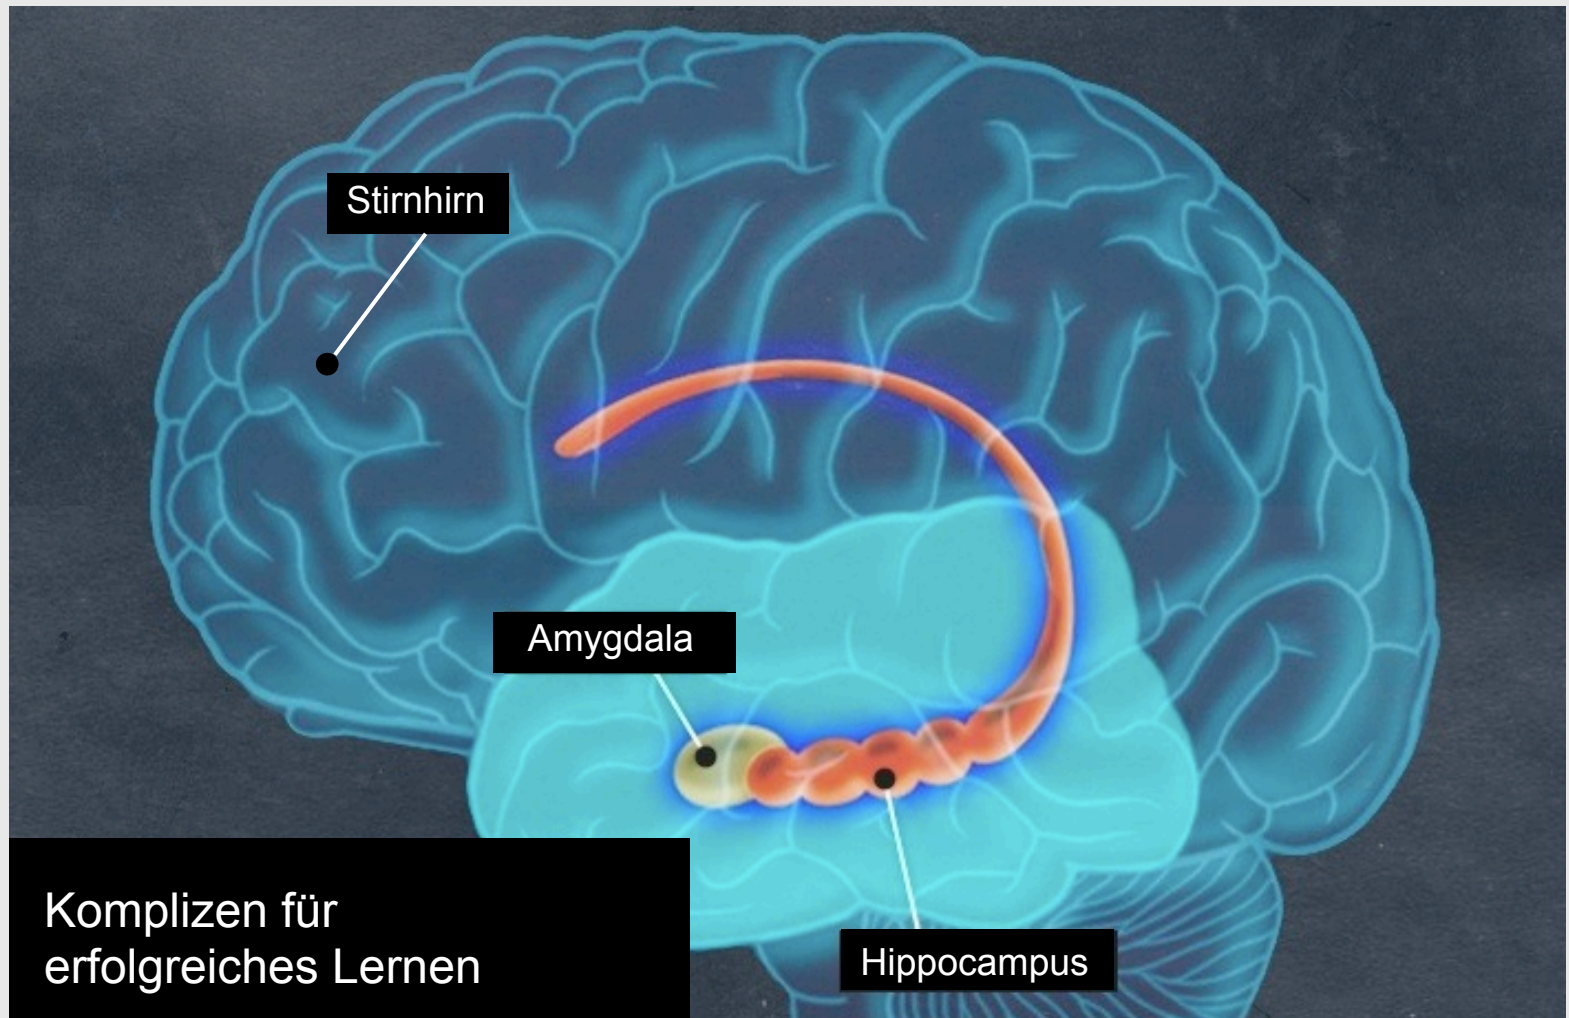 Stirnhirn
Amygdala
Komplizen für
erfolgreiches Lernen
Hippocampus